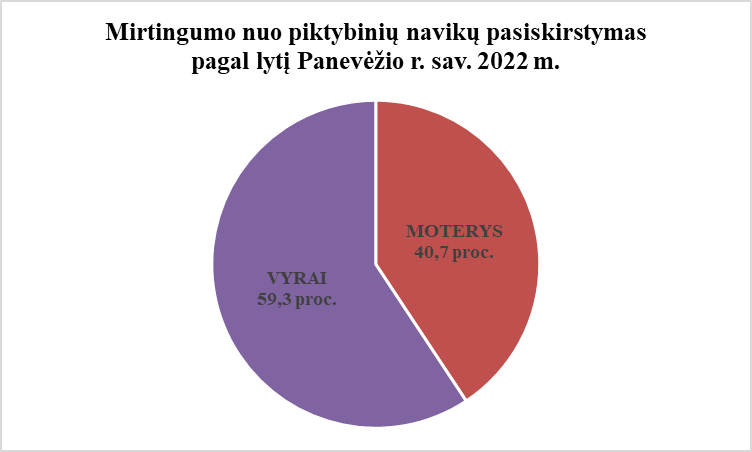 Mirtingumo nuo piktybinių navikų pasiskirstymas
pagal lytį Panevėžio r. sav. 2022 m.
MOTERYS
40,7 proc.
VYRAI
59,3 proc.